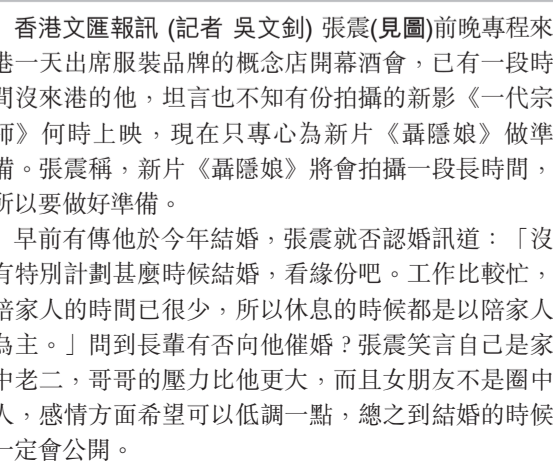 香港文匯報訊 (記者 吳文釗) 張震(見圖)前晚專程來
港一天出席服裝品牌的概念店開幕酒會，已有一段時
間沒來港的他，坦言也不知有份拍攝的新影《一代宗
師》何時上映，現在只專心為新片《聶隱娘》做準
備。張震稱，新片《聶隱娘》將會拍攝一段長時間，
所以要做好準備。
早前有傳他於今年結婚，張震就否認婚訊道：「沒
有特別計劃甚麼時候結婚，看緣份吧。工作比較忙，
陪家人的時間已很少，所以休息的時候都是以陪家人
為主。」問到長輩有否向他催婚？張震笑言自己是家
中老二，哥哥的壓力比他更大，而且女朋友不是圈中
人，感情方面希望可以低調一點，總之到結婚的時候
一定會公開。